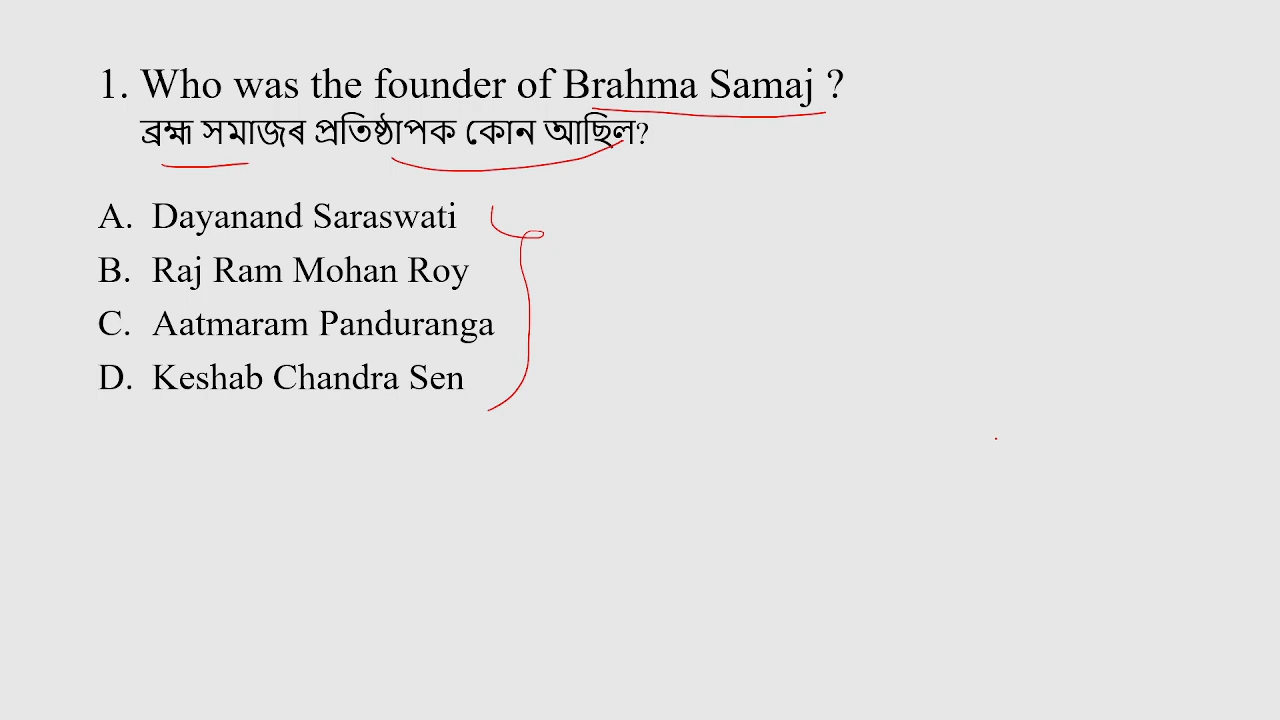 1. Who was the founder of Brahma Samaj ?
ব্ৰহ্ম সমাজৰ প্ৰতিষ্ঠাপক কোন আছিল?
A. Dayanand Saraswati
B. Raj Ram Mohan Roy
C. Aatmaram Panduranga
D. Keshab Chandra Sen